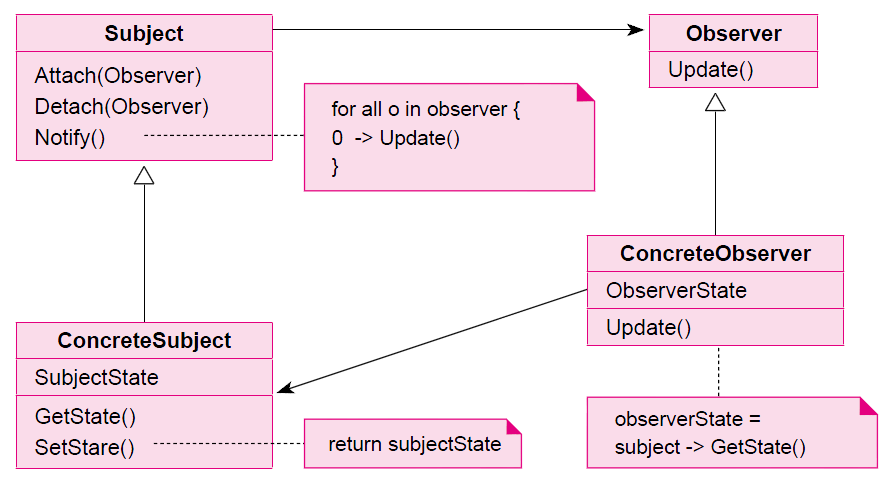 Subject
Attach(Observer)
Detach(Observer)
Notify()
for all o in observer {
0 -> Update()
}
Observer
Update()
ConcreteObserver
ObserverState
Update()
observerState =
subject -> GetState()
ConcreteSubject
SubjectState
GetState()
SetStare()
return subjectState